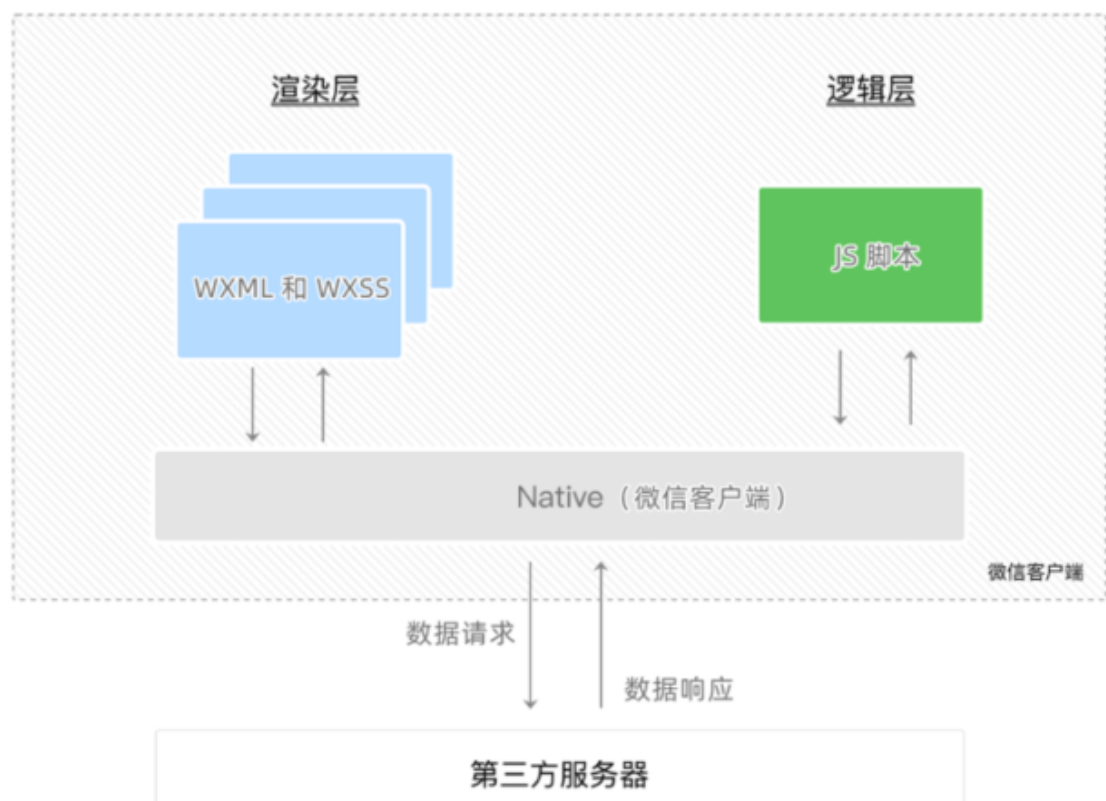 渲染层
逻辑层
WXML 和 WXSS
JS 脚本
Native（微信客户端）
微信客户端
数据请求
数据响应
第三方服务器